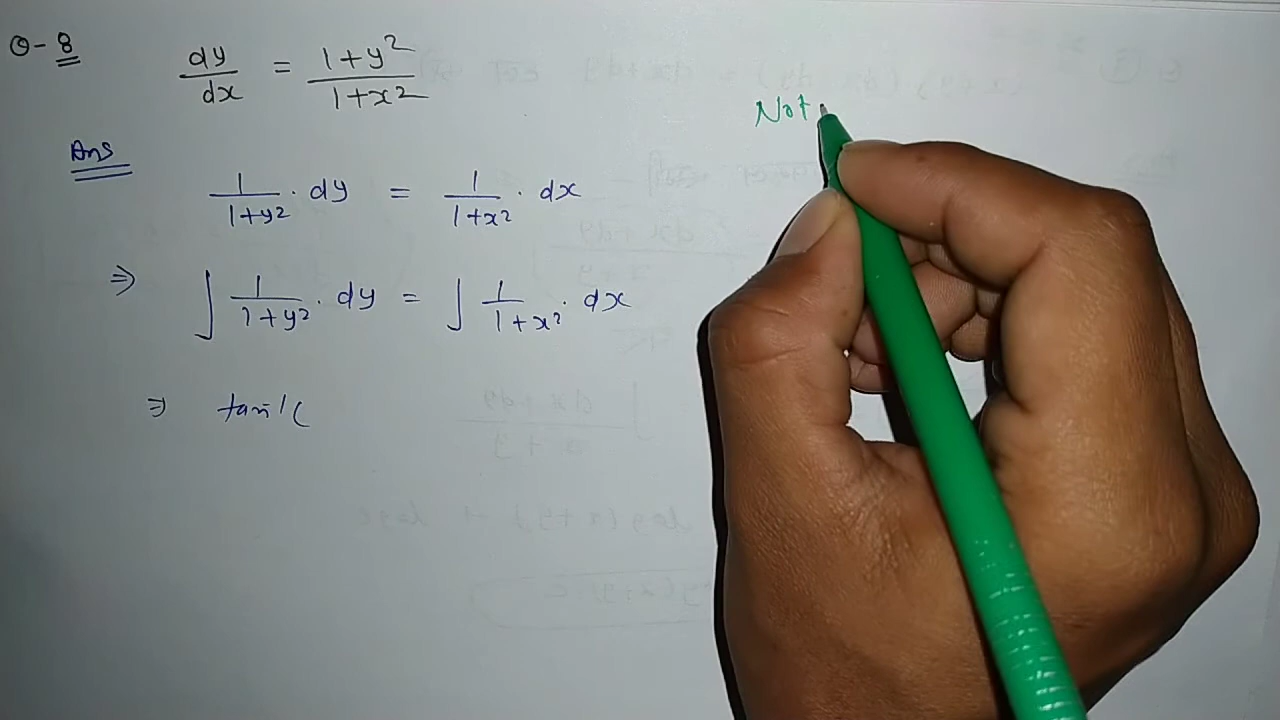 Q-8 dy/dx = 1+y²/1+x²
Not
Ans
1/1+y² . dy = 1/1+x² . dx
⇒ ∫ 1/1+y² . dy = ∫ 1/1+x² . dx
⇒ tan⁻¹(